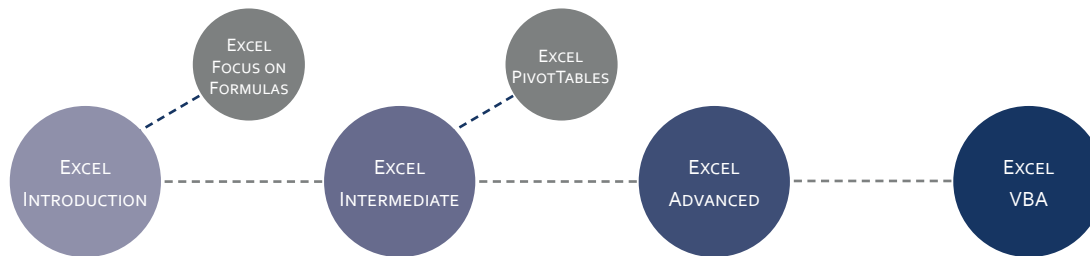 Excel
Focus on
Formulas
Excel
PivotTables
Excel
Introduction
Excel
Intermediate
Excel
Advanced
Excel
VBA